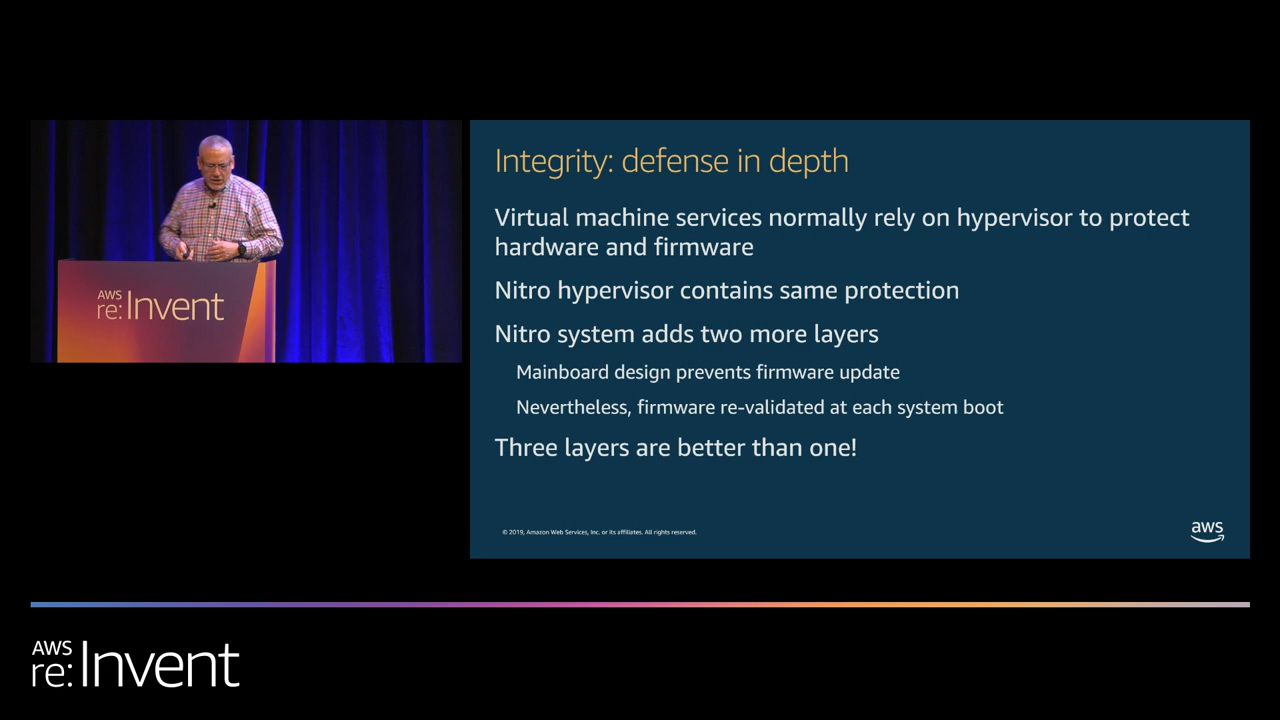 AWS
re:Invent
Integrity: defense in depth
Virtual machine services normally rely on hypervisor to protect
hardware and firmware
Nitro hypervisor contains same protection
Nitro system adds two more layers
Mainboard design prevents firmware update
Nevertheless, firmware re-validated at each system boot
Three layers are better than one!
© 2019, Amazon Web Services, Inc. or its affiliates. All rights reserved.
aws
AWS
re:Invent